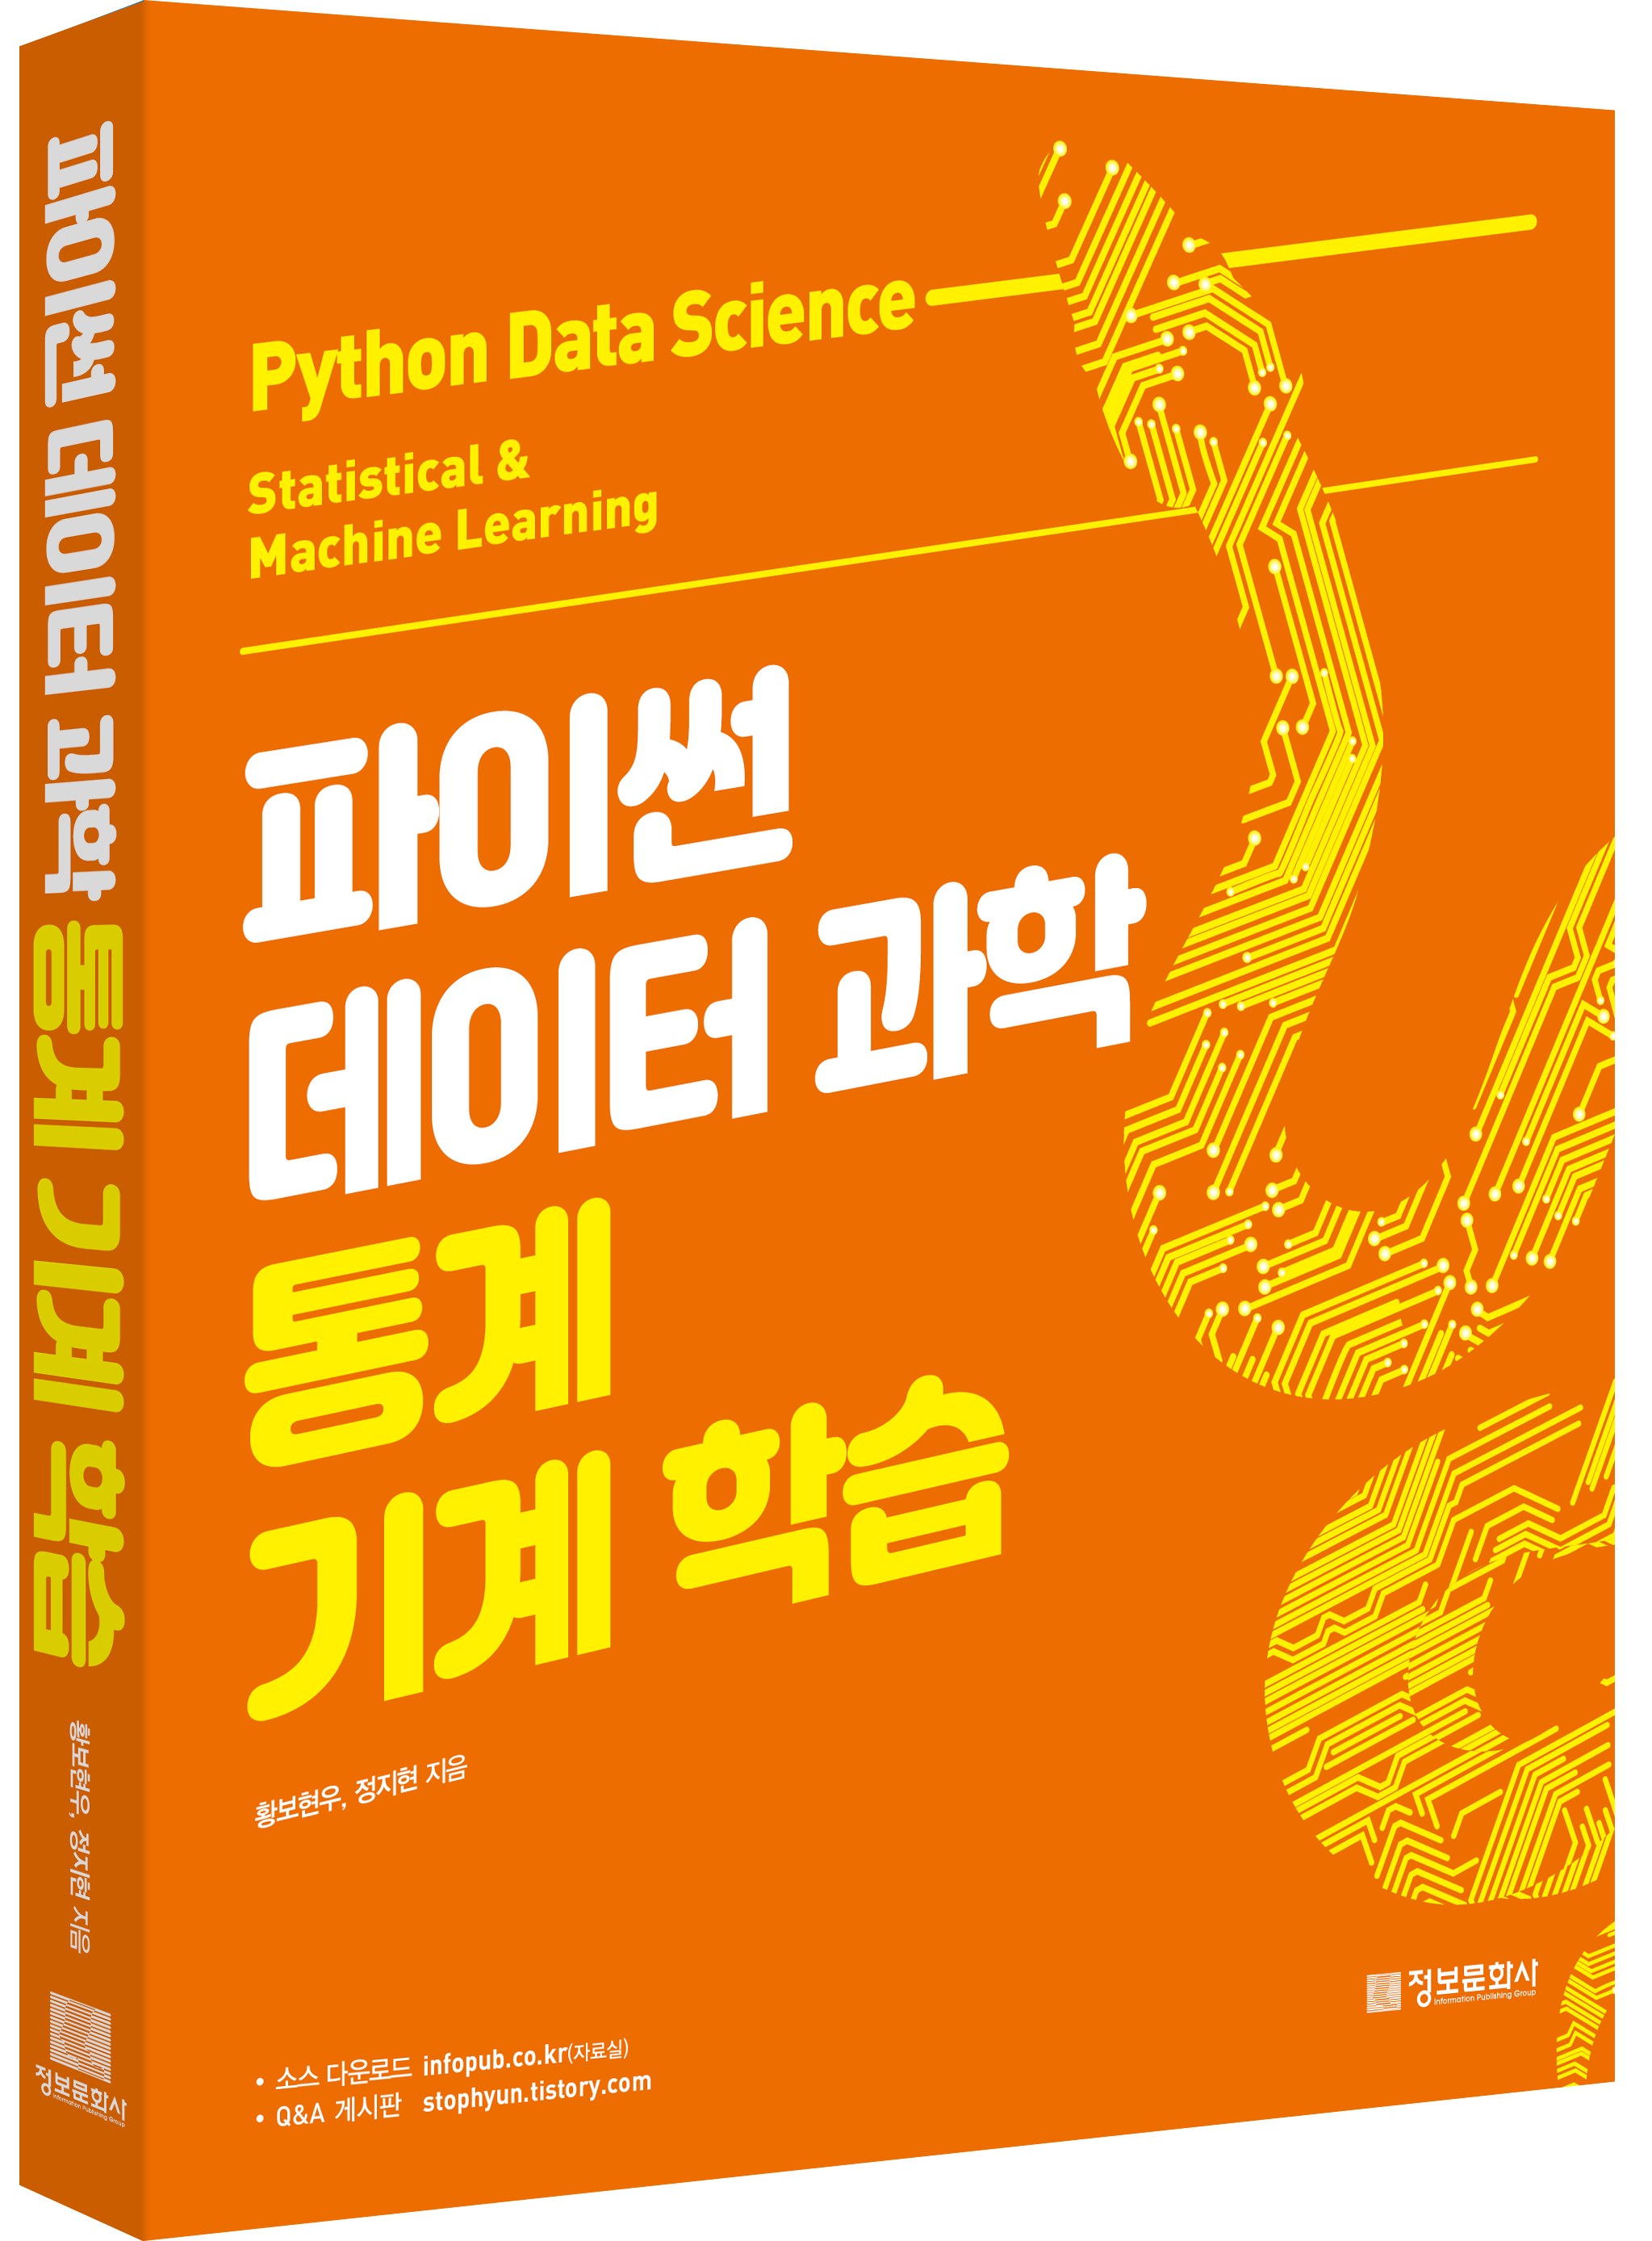 파이썬 데이터 과학 통계 기계 학습
황보현우, 정지현 지음
정보문화사
Information Publishing Group
Python Data Science
Statistical &
Machine Learning
파이썬
데이터 과학
통계
기계 학습
황보현우, 정지현 지음
정보문화사
Information Publishing Group
• 소스 다운로드 infopub.co.kr(자료실)
• Q&A 게시판 stophyun.tistory.com